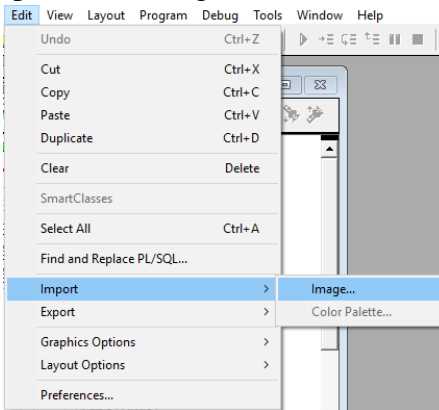 Edit View Layout Program Debug Tools Window Help
Undo Ctrl+Z
Cut Ctrl+X
Copy Ctrl+C
Paste Ctrl+V
Duplicate Ctrl+D
Clear Delete
SmartClasses
Select All Ctrl+A
Find and Replace PL/SQL...
Import > Image...
Export > Color Palette...
Graphics Options >
Layout Options >
Preferences...